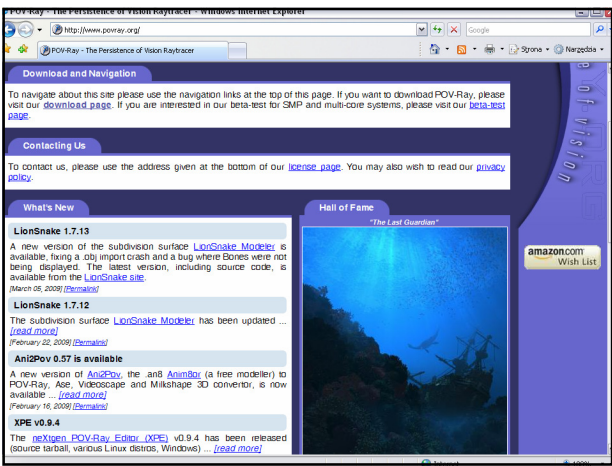 POV-Ray - The Persistence of Vision Raytracer - Windows Internet Explorer
http://www.povray.org/
Google
POV-Ray - The Persistence of Vision Raytracer
Strona
Narzędzia
Download and Navigation
To navigate about this site please use the navigation links at the top of this page. If you want to download POV-Ray, please
visit our download page. If you are interested in our beta-test for SMP and multi-core systems, please visit our beta-test
page.
Contacting Us
To contact us, please use the address given at the bottom of our license page. You may also wish to read our privacy
policy.
What's New
LionSnake 1.7.13
A new version of the subdivision surface LionSnake Modeler is
available, fixing a .obj import crash and a bug where Bones were not
being displayed. The latest version, including source code, is
available from the LionSnake site.
[March 05, 2009] [Permalink]
LionSnake 1.7.12
The subdivision surface LionSnake Modeler has been updated ...
[read more]
[February 22, 2009] [Permalink]
Ani2Pov 0.57 is available
A new version of Ani2Pov, the .an8 Anim8or (a free modeller) to
POV-Ray, Ase, Videoscape and Milkshape 3D convertor, is now
available ... [read more]
[February 16, 2009] [Permalink]
XPE v0.9.4
The neXtgen POV-Ray Editor (XPE) v0.9.4 has been released
(source tarball, various Linux distros, Windows) ... [read more]
Hall of Fame
"The Last Guardian"
of vision
amazon.com
Wish List